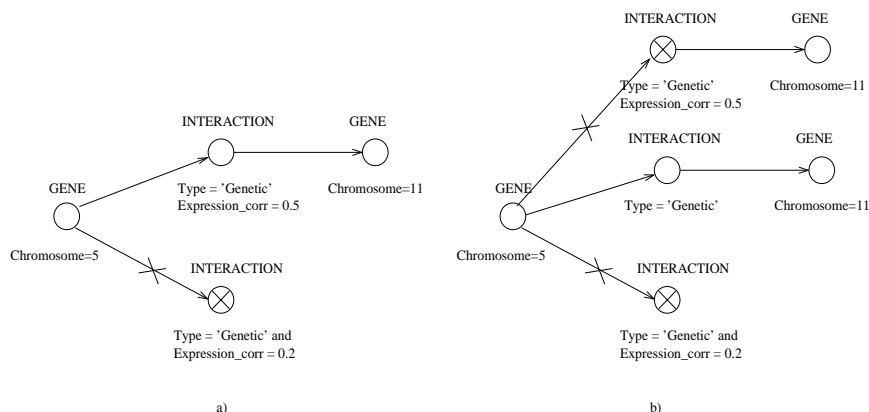 INTERACTION
GENE
Type = 'Genetic'
Expression_corr = 0.5
Chromosome=11
GENE
Chromosome=5
INTERACTION
Type = 'Genetic' and
Expression_corr = 0.2
a)
INTERACTION
GENE
Type = 'Genetic'
Expression_corr = 0.5
Chromosome=11
INTERACTION
GENE
Type = 'Genetic'
Chromosome=11
GENE
Chromosome=5
INTERACTION
Type = 'Genetic' and
Expression_corr = 0.2
b)